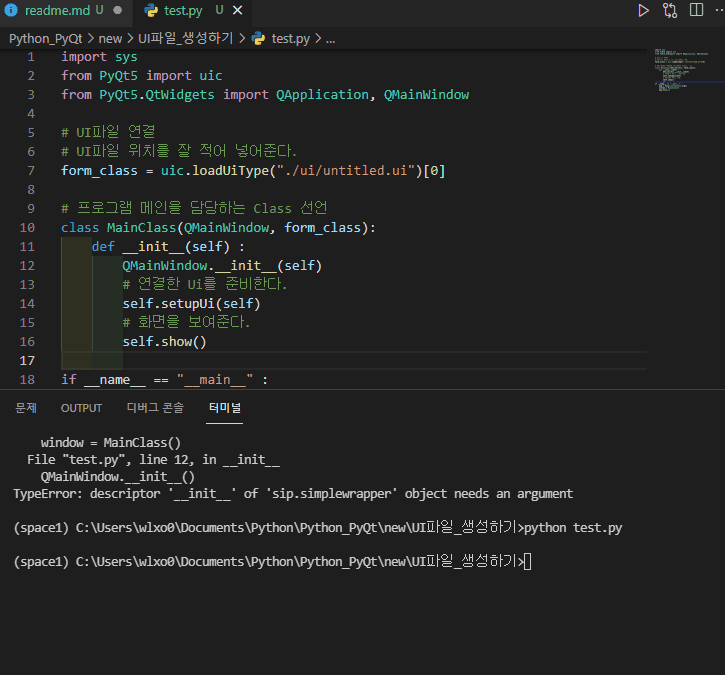 readme.md U
test.py U
Python_PyQt > new > UI파일_생성하기 > test.py > ...
1 import sys
2 from PyQt5 import uic
3 from PyQt5.QtWidgets import QApplication, QMainWindow
4
5 # UI파일 연결
6 # UI파일 위치를 잘 적어 넣어준다.
7 form_class = uic.loadUiType("./ui/untitled.ui")[0]
8
9 # 프로그램 메인을 담당하는 Class 선언
10 class MainClass(QMainWindow, form_class):
11 def __init__(self) :
12 QMainWindow.__init__(self)
13 # 연결한 Ui를 준비한다.
14 self.setupUi(self)
15 # 화면을 보여준다.
16 self.show()
17
18 if __name__ == "__main__" :
문제 OUTPUT 디버그 콘솔 터미널
window = MainClass()
File "test.py", line 12, in __init__
QMainWindow.__init__()
TypeError: descriptor '__init__' of 'sip.simplewrapper' object needs an argument
(space1) C:\Users\wlxo0\Documents\Python\Python_PyQt\new\UI파일_생성하기>python test.py
(space1) C:\Users\wlxo0\Documents\Python\Python_PyQt\new\UI파일_생성하기>